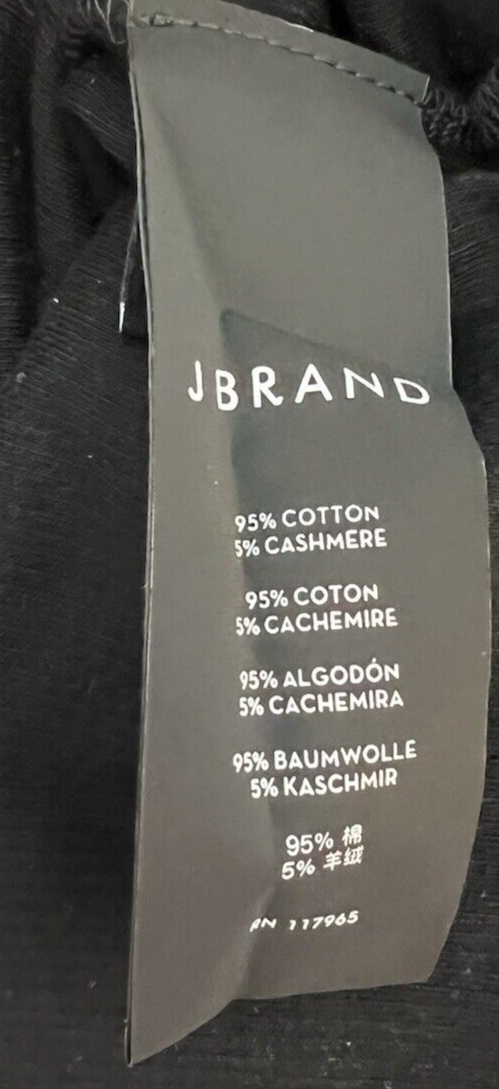 JBRAND
95% COTTON
5% CASHMERE
95% COTON
5% CACHEMIRE
95% ALGODÓN
5% CACHEMIRA
95% BAUMWOLLE
5% KASCHMIR
95% 棉
5% 羊绒
RN 117965